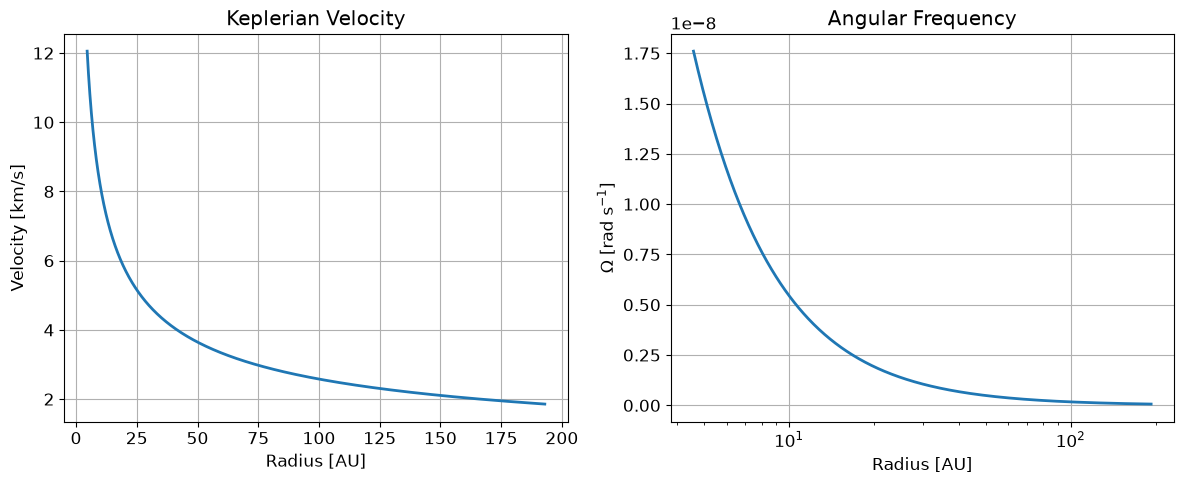 Keplerian Velocity
12
10
8
6
4
2
Velocity [km/s]
0 25 50 75 100 125 150 175 200
Radius [AU]
Angular Frequency
1e−8
1.75
1.50
1.25
1.00
0.75
0.50
0.25
0.00
Ω [rad s⁻¹]
10¹ 10²
Radius [AU]